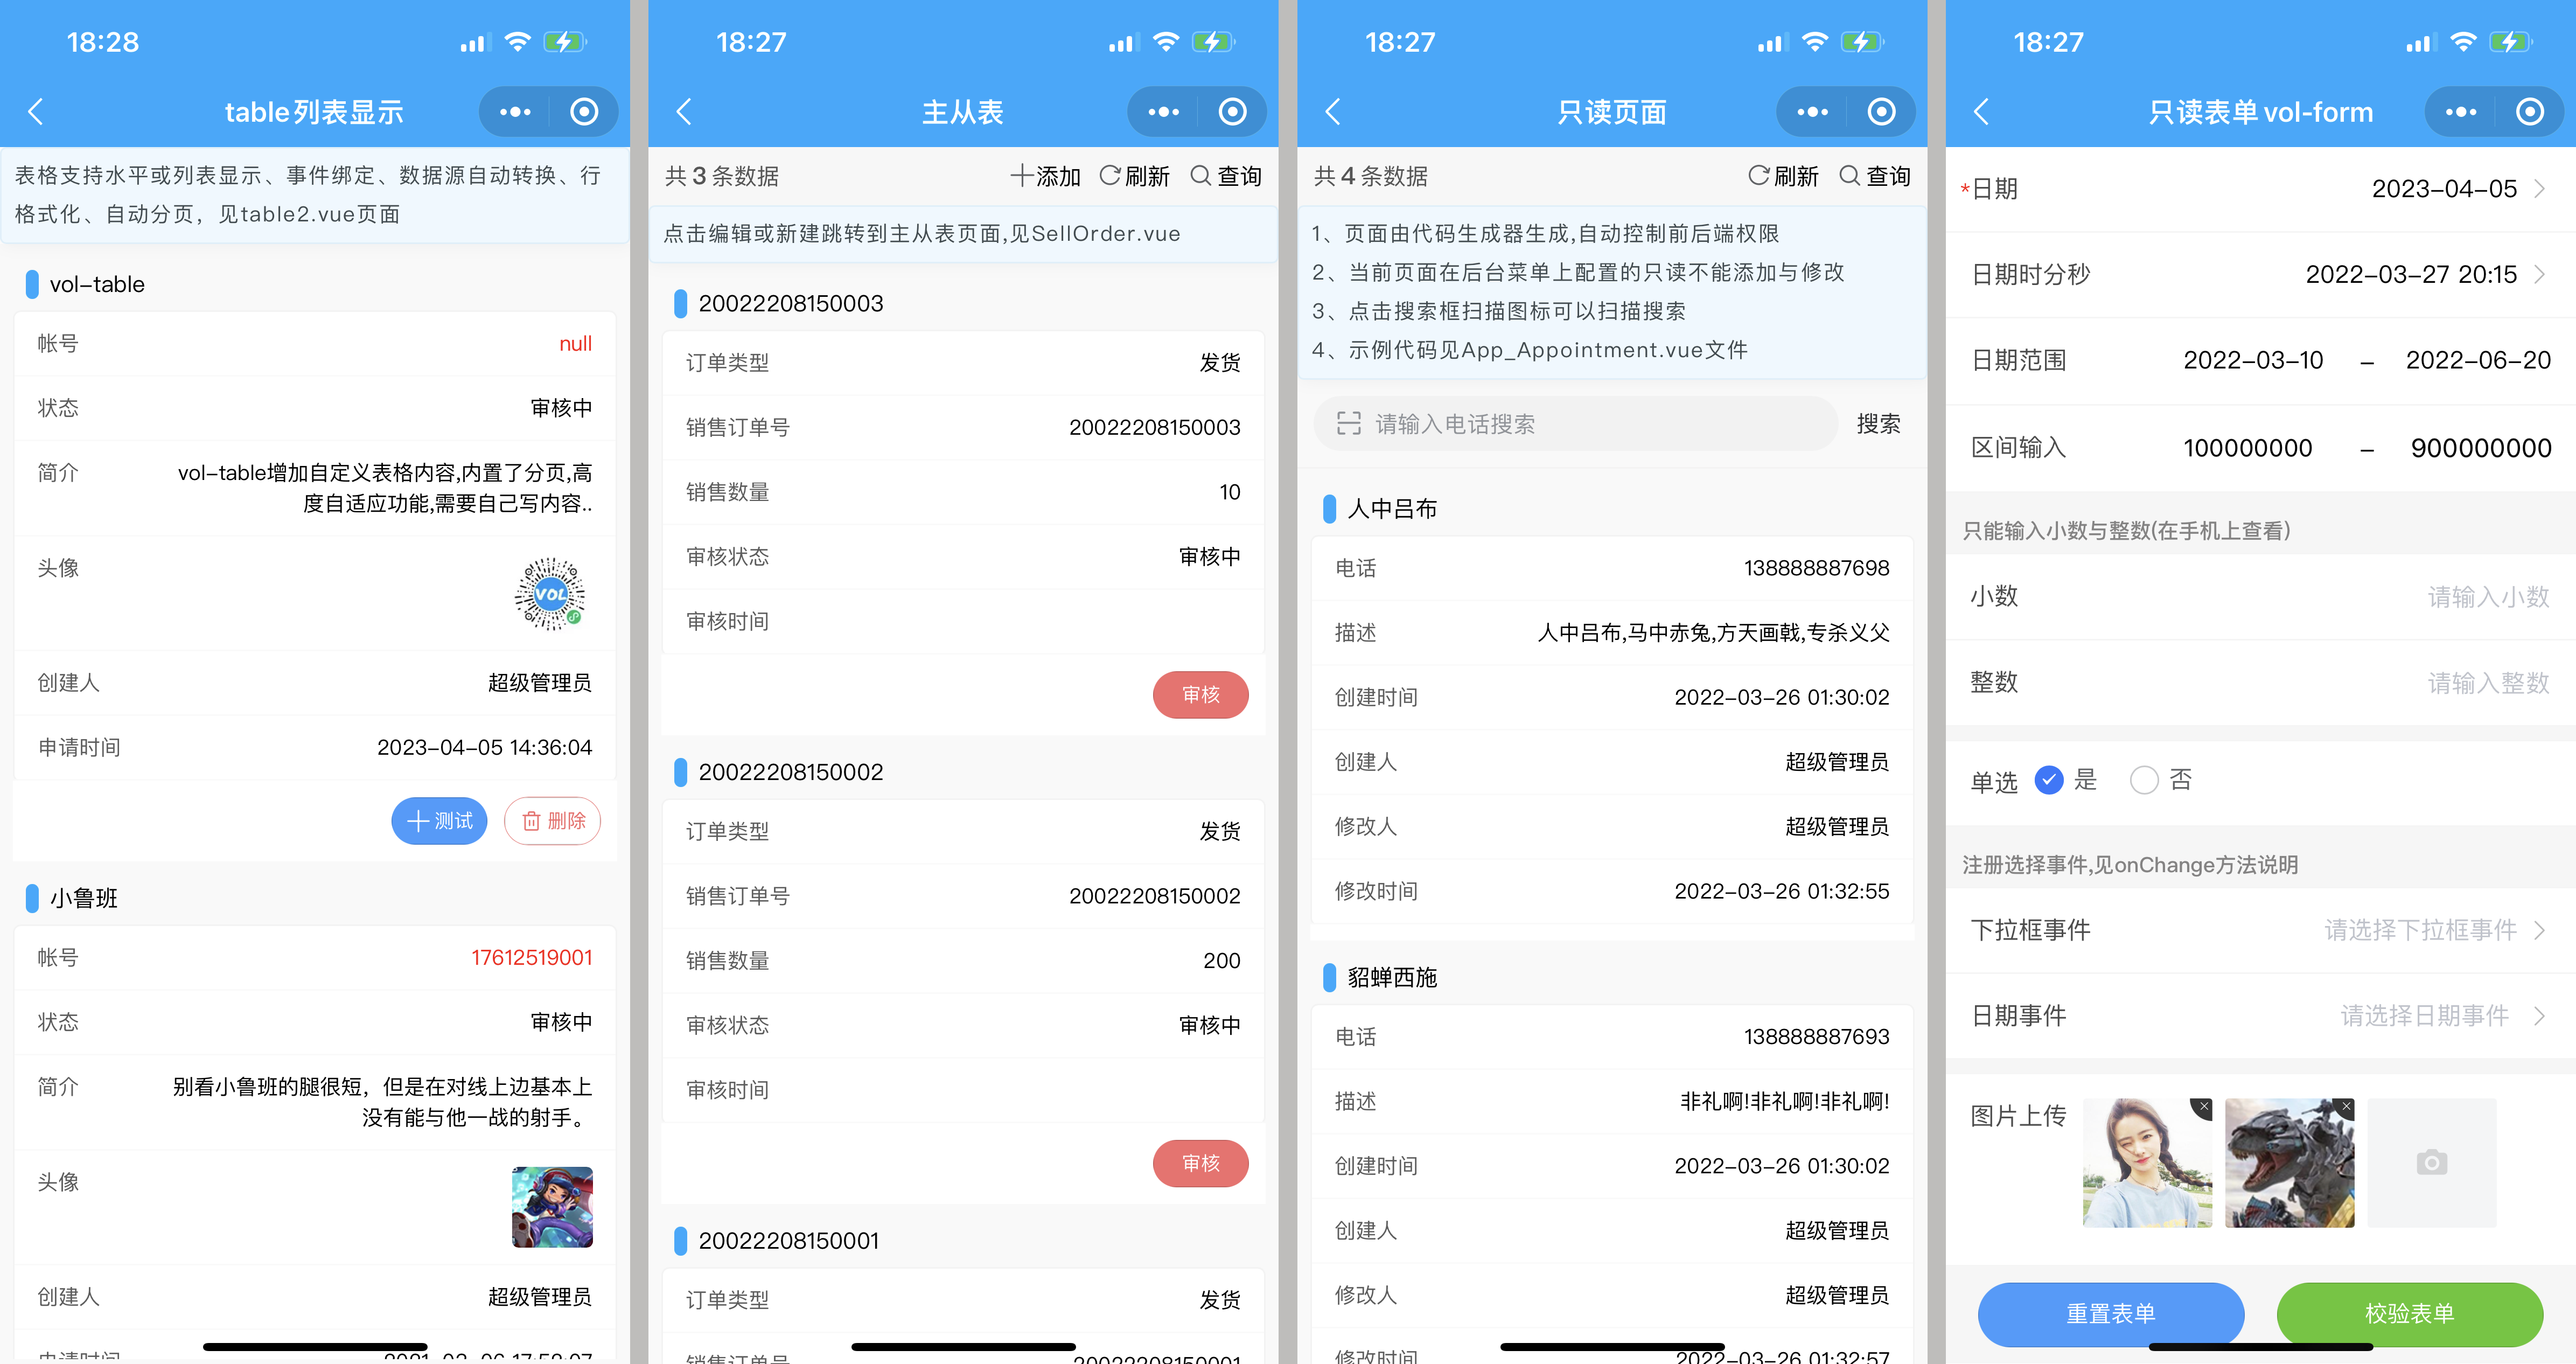 18:28
table列表显示
表格支持水平或列表显示、事件绑定、数据源自动转换、行
格式化、自动分页，见table2.vue页面
vol-table
帐号 null
状态 审核中
简介 vol-table增加自定义表格内容,内置了分页,高
度自适应功能,需要自己写内容..
头像
VOL
创建人 超级管理员
申请时间 2023-04-05 14:36:04
测试 删除
小鲁班
帐号 17612519001
状态 审核中
简介 别看小鲁班的腿很短，但是在对线上边基本上
没有能与他一战的射手。
头像
创建人 超级管理员
申请时间
18:27
主从表
共 3 条数据 添加 刷新 查询
点击编辑或新建跳转到主从表页面,见SellOrder.vue
20022208150003
订单类型 发货
销售订单号 20022208150003
销售数量 10
审核状态 审核中
审核时间
审核
20022208150002
订单类型 发货
销售订单号 20022208150002
销售数量 200
审核状态 审核中
审核时间
审核
20022208150001
订单类型 发货
销售订单号 20022208150001
18:27
只读页面
共 4 条数据 刷新 查询
1、页面由代码生成器生成,自动控制前后端权限
2、当前页面在后台菜单上配置的只读不能添加与修改
3、点击搜索框扫描图标可以扫描搜索
4、示例代码见App_Appointment.vue文件
请输入电话搜索 搜索
人中吕布
电话 138888887698
描述 人中吕布,马中赤兔,方天画戟,专杀义父
创建时间 2022-03-26 01:30:02
创建人 超级管理员
修改人 超级管理员
修改时间 2022-03-26 01:32:55
貂蝉西施
电话 138888887693
描述 非礼啊!非礼啊!非礼啊!
创建时间 2022-03-26 01:30:02
创建人 超级管理员
修改人 超级管理员
修改时间 2022-03-26 01:32:57
18:27
只读表单vol-form
*日期 2023-04-05
日期时分秒 2022-03-27 20:15
日期范围 2022-03-10 – 2022-06-20
区间输入 100000000 – 900000000
只能输入小数与整数(在手机上查看)
小数 请输入小数
整数 请输入整数
单选 是 否
注册选择事件,见onChange方法说明
下拉框事件 请选择下拉框事件
日期事件 请选择日期事件
图片上传
重置表单 校验表单